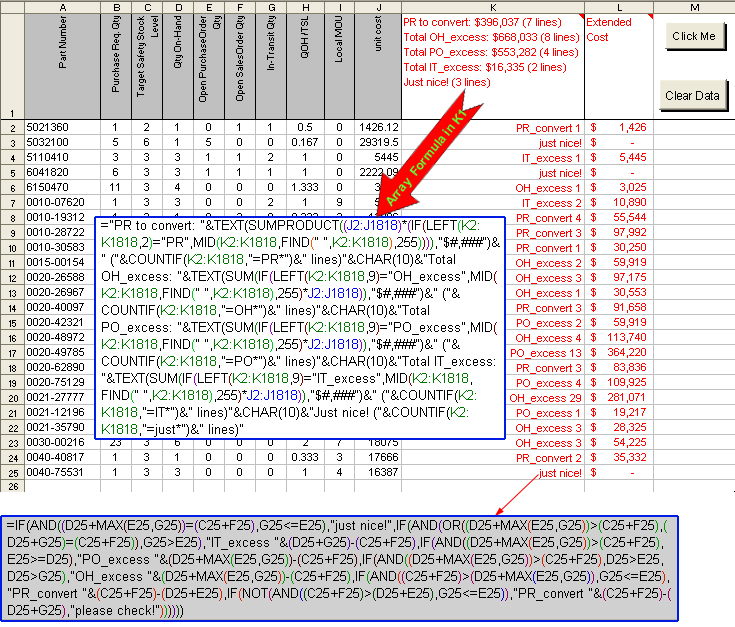 A B C D E F G H I J K L M
Part Number
Purchase Req. Qty
Target Safety Stock Level
Qty On-Hand
Open PurchaseOrder Qty
Open SalesOrder Qty
In-Transit Qty
QOH/TSL
Local MDU
unit cost
PR to convert: $396,037 (7 lines)
Total OH_excess: $668,033 (8 lines)
Total PO_excess: $553,282 (4 lines)
Total IT_excess: $16,335 (2 lines)
Just nice! (3 lines)
Extended Cost
Click Me
Clear Data
1
2 5021360 1 2 1 0 1 1 0.5 0 1426.12 PR_convert 1 $ 1,426
3 5032100 5 6 1 5 0 0 0.167 0 29319.5 just nice! $ -
4 5110410 3 3 3 1 1 2 1 0 5445 IT_excess 1 $ 5,445
5 6041820 6 3 3 1 1 1 1 0 2222.09 just nice! $ -
6 6150470 11 3 4 0 0 0 1.333 0 OH_excess 1 $ 3,025
7 0010-07620 1 3 3 0 0 2 1 9 IT_excess 2 $ 10,890
8 0010-19312 PR_convert 4 $ 55,544
9 0010-28722 PR_convert 3 $ 97,992
10 0010-30583 PR_convert 1 $ 30,250
11 0015-00154 OH_excess 2 $ 59,919
12 0020-26588 OH_excess 3 $ 97,175
13 0020-26967 OH_excess 1 $ 30,553
14 0020-40097 PR_convert 3 $ 91,658
15 0020-42321 PO_excess 2 $ 59,919
16 0020-48972 OH_excess 4 $ 113,740
17 0020-49785 PO_excess 13 $ 364,220
18 0020-62890 PR_convert 3 $ 83,836
19 0020-75129 PO_excess 4 $ 109,925
20 0021-27777 OH_excess 29 $ 281,071
21 0021-12196 PO_excess 1 $ 19,217
22 0021-35790 OH_excess 3 $ 28,325
23 0030-00216 23 3 6 0 0 0 2 7 18075 OH_excess 3 $ 54,225
24 0040-40817 1 3 1 0 0 0 0.333 3 17666 PR_convert 2 $ 35,332
25 0040-75531 1 3 3 0 0 0 1 4 16387 just nice! $ -
26
Array Formula in K1
="PR to convert: "&TEXT(SUMPRODUCT((J2:J1818)*(IF(LEFT(K2:
K1818,2)="PR",MID(K2:K1818,FIND(" ",K2:K1818),255)))),"$#,###")&
" ("&COUNTIF(K2:K1818,"=PR*")&" lines)"&CHAR(10)&"Total
OH_excess: "&TEXT(SUM(IF(LEFT(K2:K1818,9)="OH_excess",MID(
K2:K1818,FIND(" ",K2:K1818),255)*J2:J1818)),"$#,###")&" ("&
COUNTIF(K2:K1818,"=OH*")&" lines)"&CHAR(10)&"Total
PO_excess: "&TEXT(SUM(IF(LEFT(K2:K1818,9)="PO_excess",MID(
K2:K1818,FIND(" ",K2:K1818),255)*J2:J1818)),"$#,###")&" ("&
COUNTIF(K2:K1818,"=PO*")&" lines)"&CHAR(10)&"Total IT_excess:
"&TEXT(SUM(IF(LEFT(K2:K1818,9)="IT_excess",MID(K2:K1818,
FIND(" ",K2:K1818),255)*J2:J1818)),"$#,###")&" ("&COUNTIF(K2:
K1818,"=IT*")&" lines)"&CHAR(10)&"Just nice! ("&COUNTIF(K2:
K1818,"=just*")&" lines)"
=IF(AND((D25+MAX(E25,G25))=(C25+F25),G25<=E25),"just nice!",IF(AND(OR((D25+MAX(E25,G25))>(C25+F25),(
D25+G25)=(C25+F25)),G25>E25),"IT_excess "&(D25+G25)-(C25+F25),IF(AND((D25+MAX(E25,G25))>(C25+F25),
E25>=D25),"PO_excess "&(D25+MAX(E25,G25))-(C25+F25),IF(AND((D25+MAX(E25,G25))>(C25+F25),D25>E25,
D25>G25),"OH_excess "&(D25+MAX(E25,G25))-(C25+F25),IF(AND((C25+F25)>(D25+MAX(E25,G25)),G25<=E25),
"PR_convert "&(C25+F25)-(D25+E25),IF(NOT(AND((C25+F25)>(D25+E25),G25<=E25)),"PR_convert "&(C25+F25)-(
D25+G25),"please check!"))))))